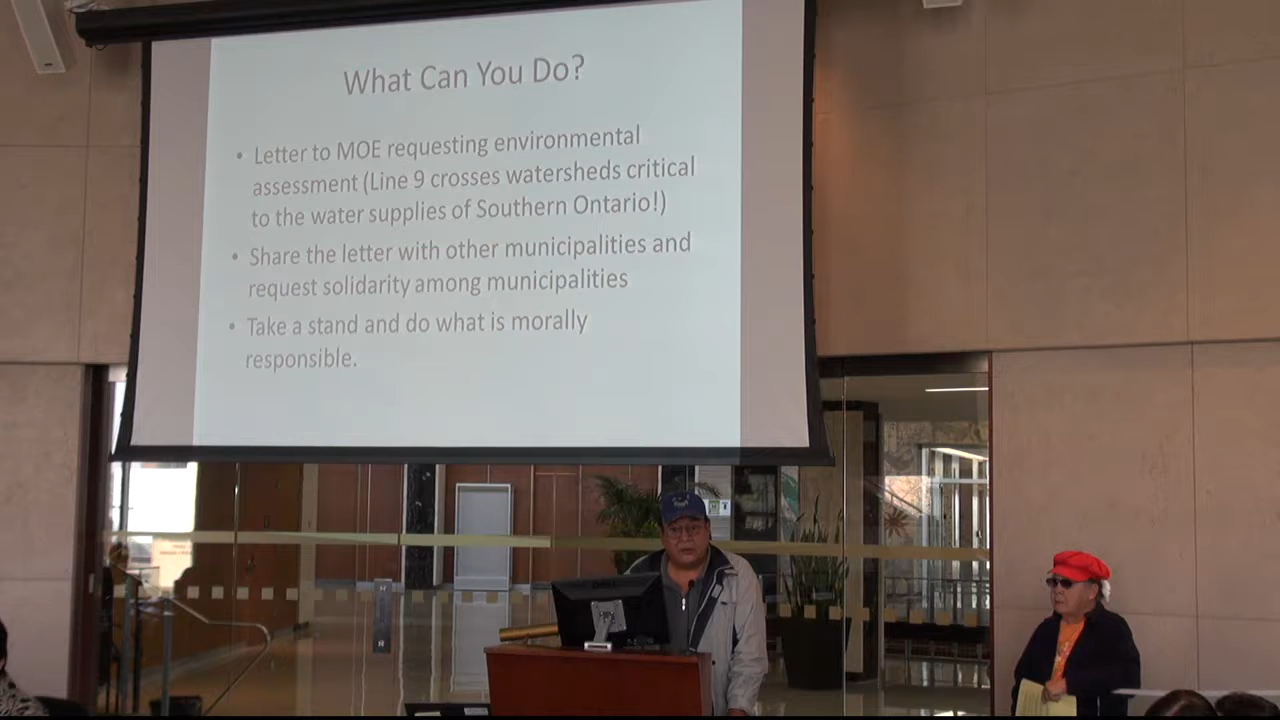 What Can You Do?
• Letter to MOE requesting environmental
assessment (Line 9 crosses watersheds critical
to the water supplies of Southern Ontario!)
• Share the letter with other municipalities and
request solidarity among municipalities
• Take a stand and do what is morally
responsible.